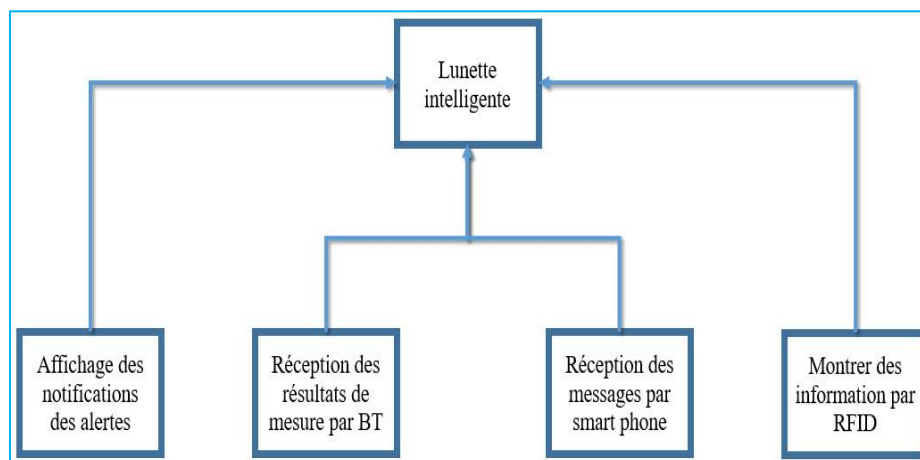 Lunette
intelligente
Affichage des
notifications
des alertes
Réception des
résultats de
mesure par BT
Réception des
messages par
smart phone
Montrer des
information par
RFID